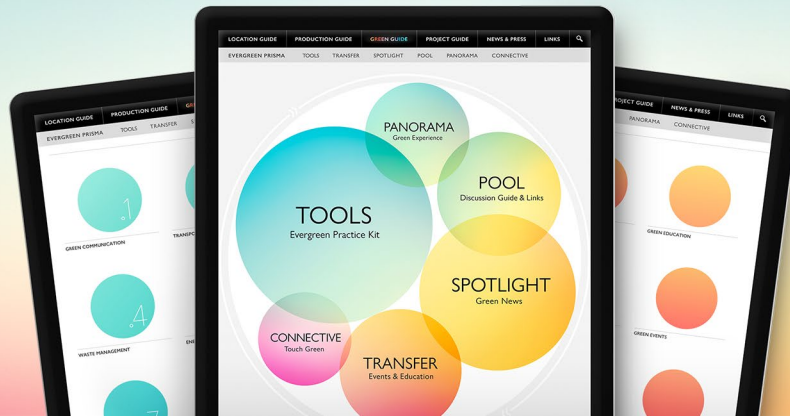 LOCATION GUIDE PRODUCTION GUIDE GREEN GUIDE PROJECT GUIDE NEWS & PRESS LINKS
EVERGREEN PRISMA TOOLS TRANSFER SPOTLIGHT POOL PANORAMA CONNECTIVE
PANORAMA
Green Experience
POOL
Discussion Guide & Links
TOOLS
Evergreen Practice Kit
SPOTLIGHT
Green News
CONNECTIVE
Touch Green
TRANSFER
Events & Education
LOCATION GUIDE PRODUCTION GUIDE
EVERGREEN PRISMA TOOLS TRANSFER
.1
GREEN COMMUNICATION
.4
WASTE MANAGEMENT
GUIDE NEWS & PRESS LINKS
PANORAMA CONNECTIVE
GREEN EDUCATION
GREEN EVENTS